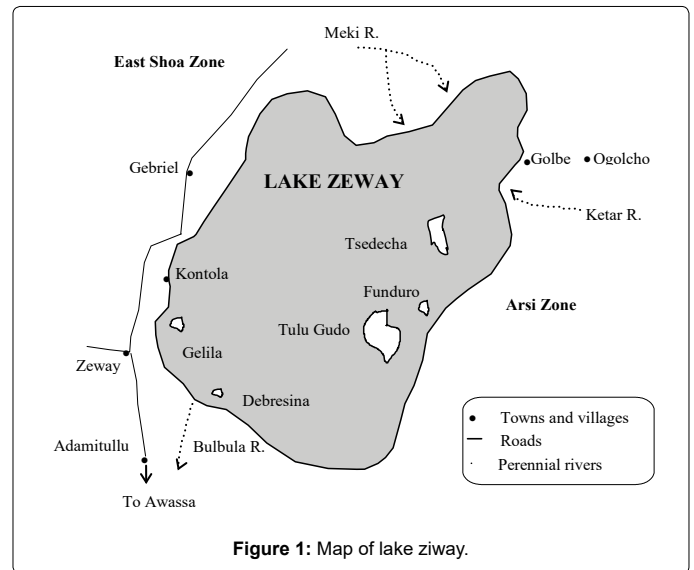 Meki R.
East Shoa Zone
Gebriel
LAKE ZEWAY
Golbe
Ogolcho
Ketar R.
Tsedecha
Kontola
Funduro
Arsi Zone
Tulu Gudo
Gelila
Zeway
Debresina
Towns and villages
Roads
Perennial rivers
Adamitullu
Bulbula R.
To Awassa
Figure 1: Map of lake ziway.